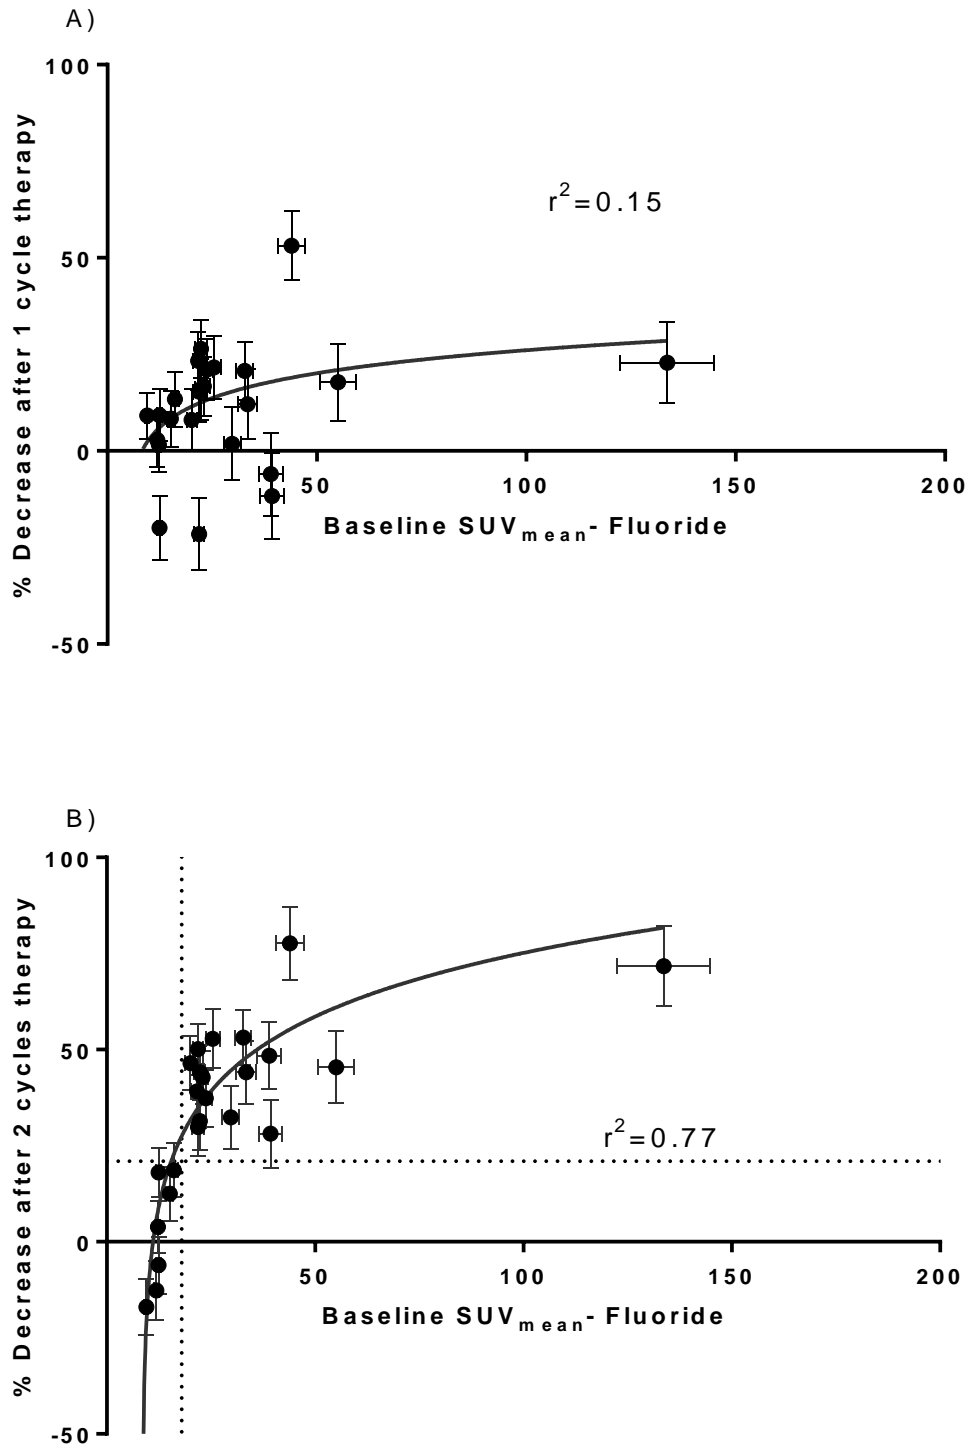 A)
% Decrease after 1 cycle therapy
100
50
0
-50
r²=0.15
50
100
150
200
Baseline SUVmean- Fluoride
B)
% Decrease after 2 cycles therapy
100
50
0
-50
r²=0.77
50
100
150
200
Baseline SUVmean- Fluoride